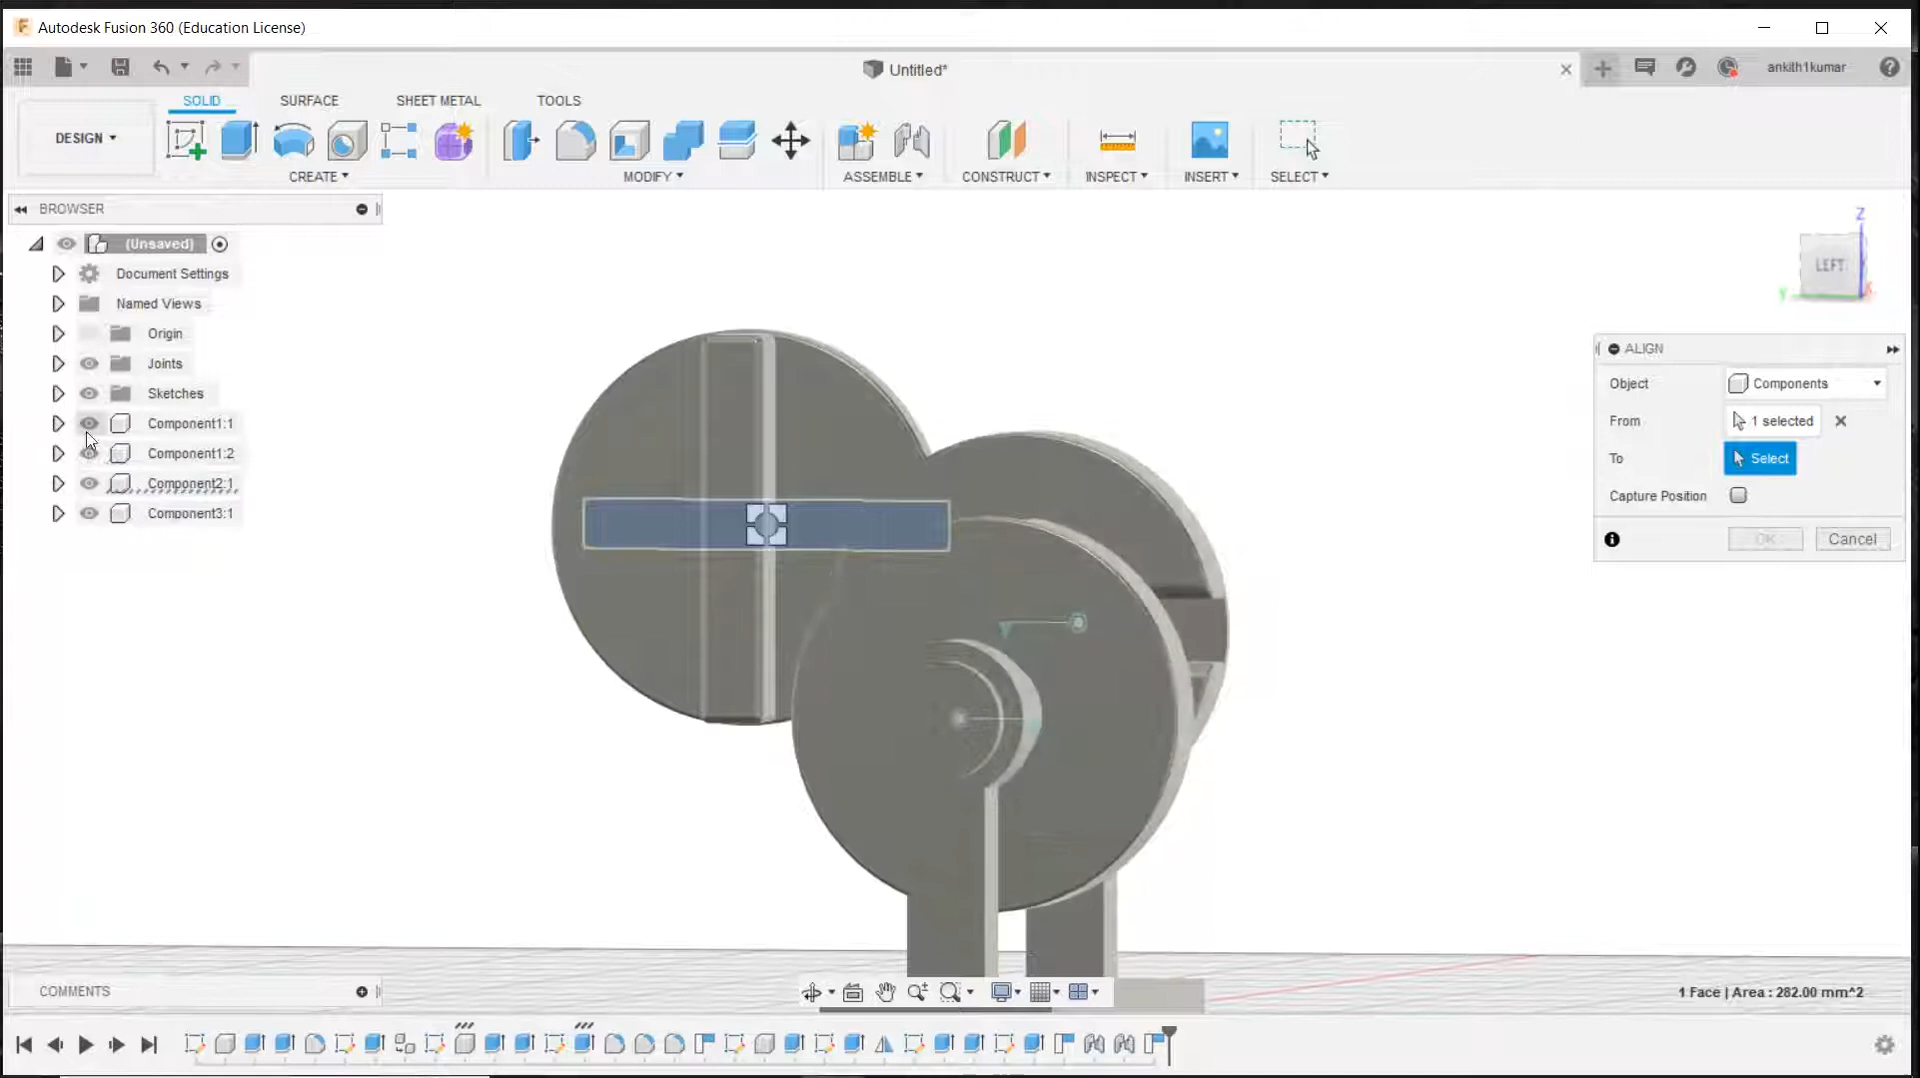 Autodesk Fusion 360 (Education License)
Untitled*
ankith1kumar
SOLID
SURFACE
SHEET METAL
TOOLS
DESIGN
CREATE
MODIFY
ASSEMBLE
CONSTRUCT
INSPECT
INSERT
SELECT
BROWSER
(Unsaved)
Document Settings
Named Views
Origin
Joints
Sketches
Component1:1
Component1:2
Component2:1
Component3:1
Z
LEFT
Y
X
ALIGN
Object
Components
From
1 selected
To
Select
Capture Position
OK
Cancel
COMMENTS
1 Face | Area : 282.00 mm^2